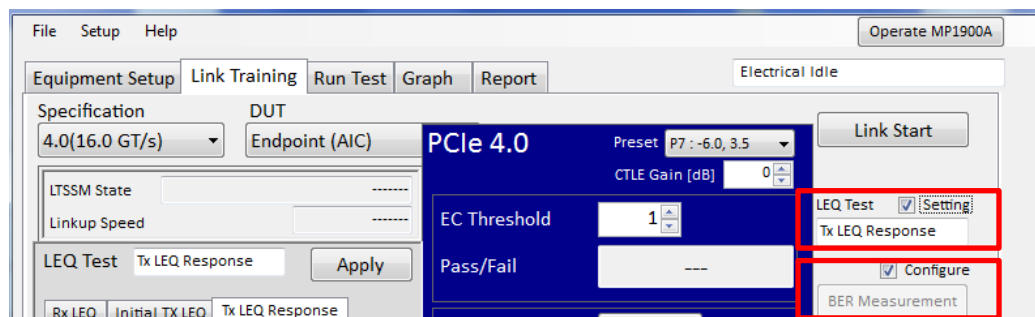 File Setup Help
Operate MP1900A
Equipment Setup Link Training Run Test Graph Report
Electrical Idle
Specification DUT
4.0(16.0 GT/s) Endpoint (AIC)
PCIe 4.0
Preset P7 : -6.0, 3.5
CTLE Gain [dB] 0
Link Start
LTSSM State -------
Linkup Speed -------
EC Threshold 1
LEQ Test Setting
Tx LEQ Response
LEQ Test Tx LEQ Response Apply
Pass/Fail ---
Configure
BER Measurement
Rx LEQ Initial TX LEQ Tx LEQ Response